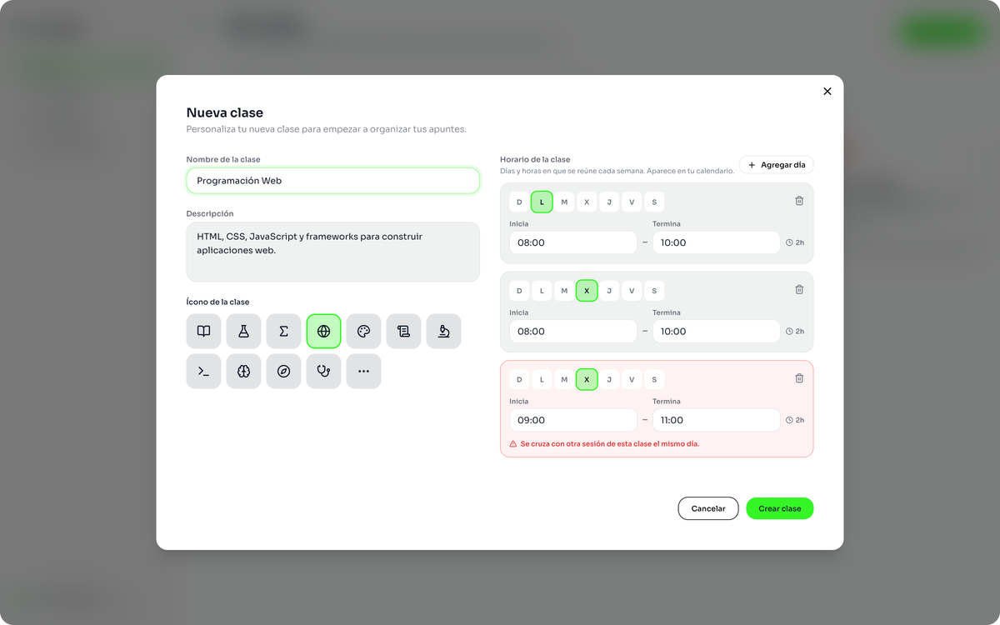 Nueva clase
Personaliza tu nueva clase para empezar a organizar tus apuntes.
Nombre de la clase
Programación Web
Descripción
HTML, CSS, JavaScript y frameworks para construir
aplicaciones web.
Ícono de la clase
Horario de la clase
Días y horas en que se reúne cada semana. Aparece en tu calendario.
+ Agregar día
D L M X J V S
Inicia Termina
08:00 – 10:00 2h
D L M X J V S
Inicia Termina
08:00 – 10:00 2h
D L M X J V S
Inicia Termina
09:00 – 11:00 2h
Se cruza con otra sesión de esta clase el mismo día.
Cancelar Crear clase